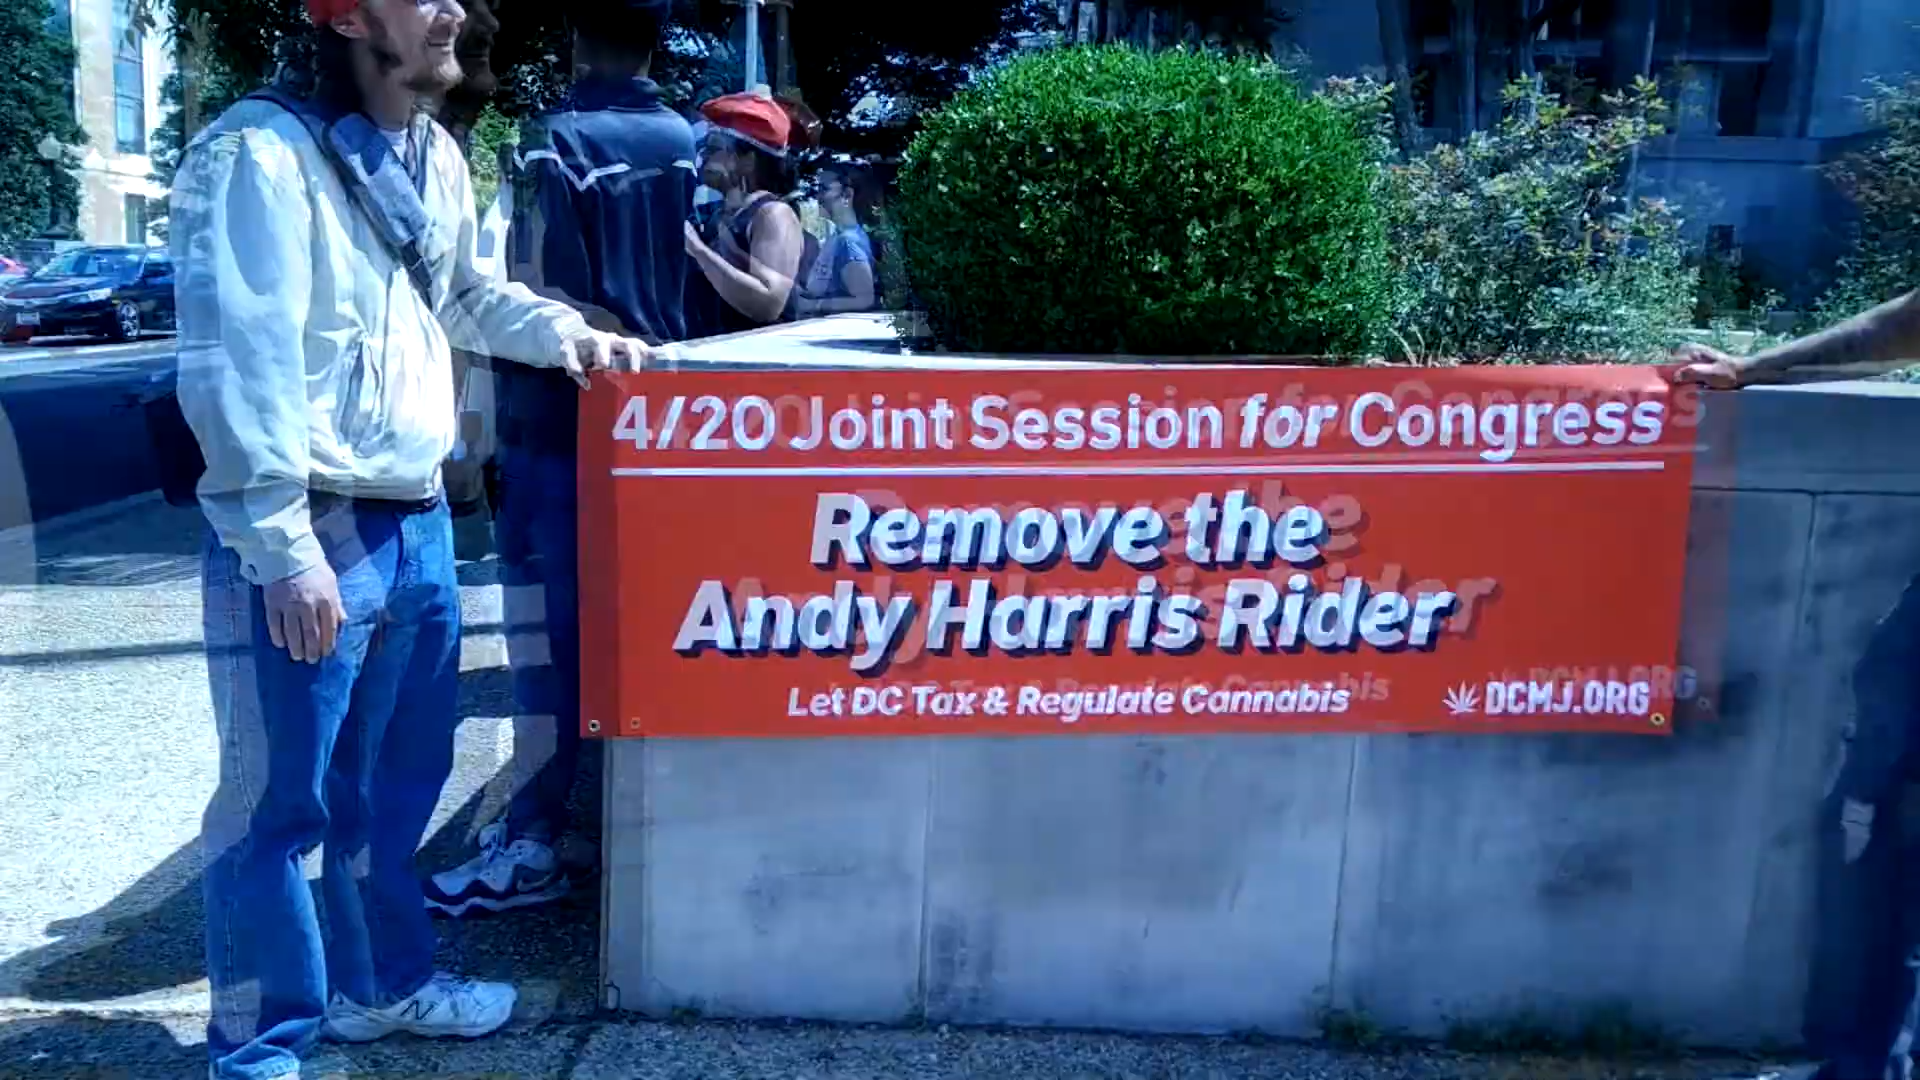 4/20 Joint Session for Congress
Remove the
Andy Harris Rider
Let DC Tax & Regulate Cannabis
DCMJ.ORG